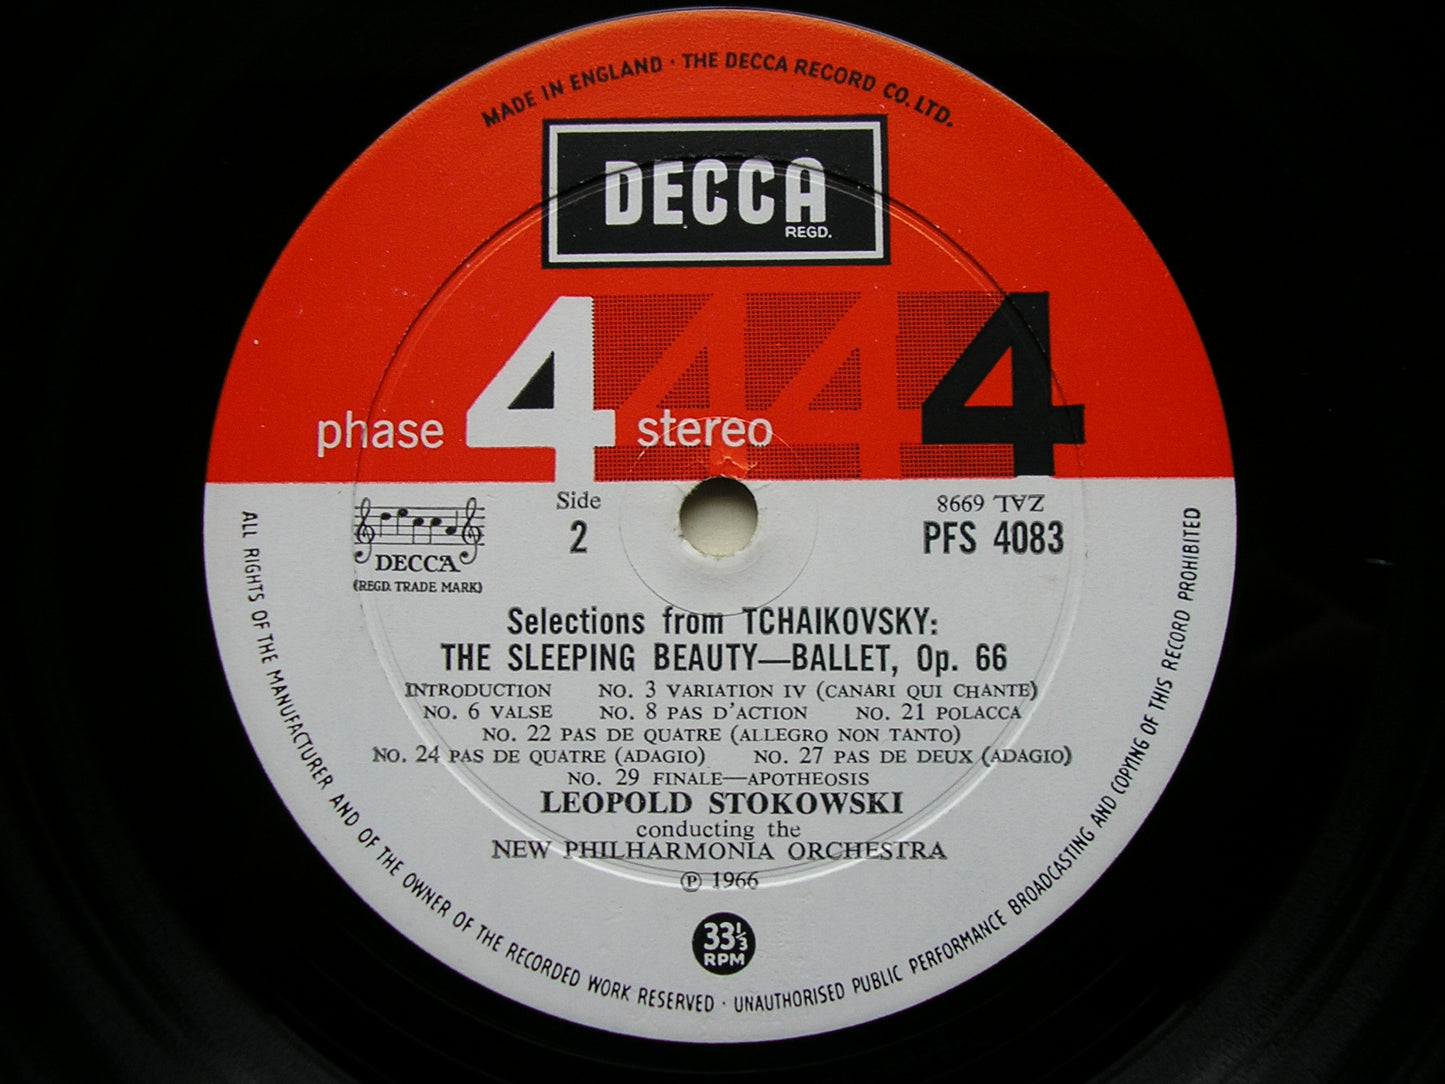 MADE IN ENGLAND · THE DECCA RECORD CO. LTD.
DECCA
REGD.
phase 4 stereo 4 4 4
Side
2
ZAL 6998
PFS 4083
DECCA
(REGD. TRADE MARK)
Selections from TCHAIKOVSKY:
THE SLEEPING BEAUTY—BALLET, Op. 66
INTRODUCTION NO. 3 VARIATION IV (CANARI QUI CHANTE)
NO. 6 VALSE NO. 8 PAS D'ACTION NO. 21 POLACCA
NO. 22 PAS DE QUATRE (ALLEGRO NON TANTO)
NO. 24 PAS DE QUATRE (ADAGIO) NO. 27 PAS DE DEUX (ADAGIO)
NO. 29 FINALE—APOTHEOSIS
LEOPOLD STOKOWSKI
conducting the
NEW PHILHARMONIA ORCHESTRA
Ⓟ 1966
33⅓
RPM
ALL RIGHTS OF THE MANUFACTURER AND OF THE OWNER OF THE RECORDED WORK RESERVED · UNAUTHORISED PUBLIC PERFORMANCE BROADCASTING AND COPYING OF THIS RECORD PROHIBITED